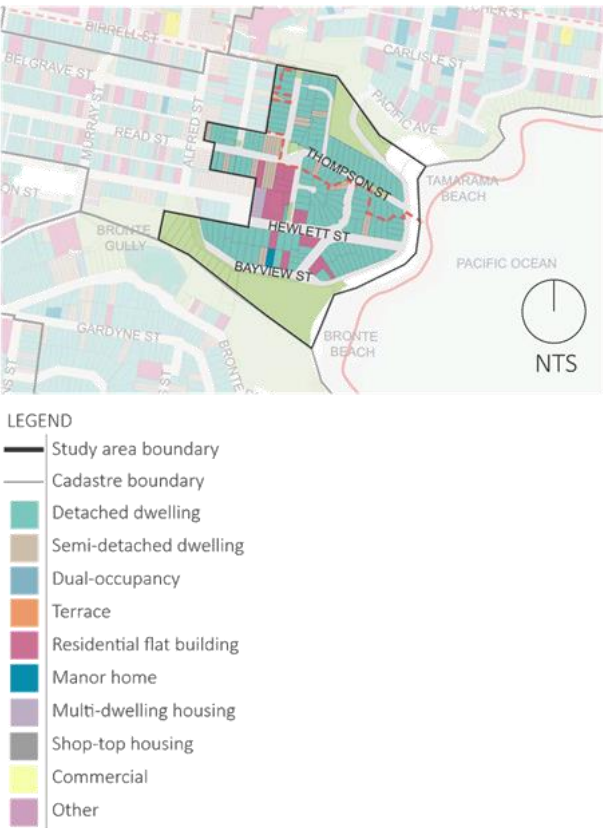 BIRRELL ST
CARLISLE ST
BELGRAVE ST
MURRAY ST
ALFRED ST
PACIFIC AVE
READ ST
THOMPSON ST
TAMARAMA
BEACH
ON ST
HEWLETT ST
BRONTE
GULLY
BAYVIEW ST
PACIFIC OCEAN
GARDYNE ST
BRONTE
BEACH
NTS
LEGEND
Study area boundary
Cadastre boundary
Detached dwelling
Semi-detached dwelling
Dual-occupancy
Terrace
Residential flat building
Manor home
Multi-dwelling housing
Shop-top housing
Commercial
Other